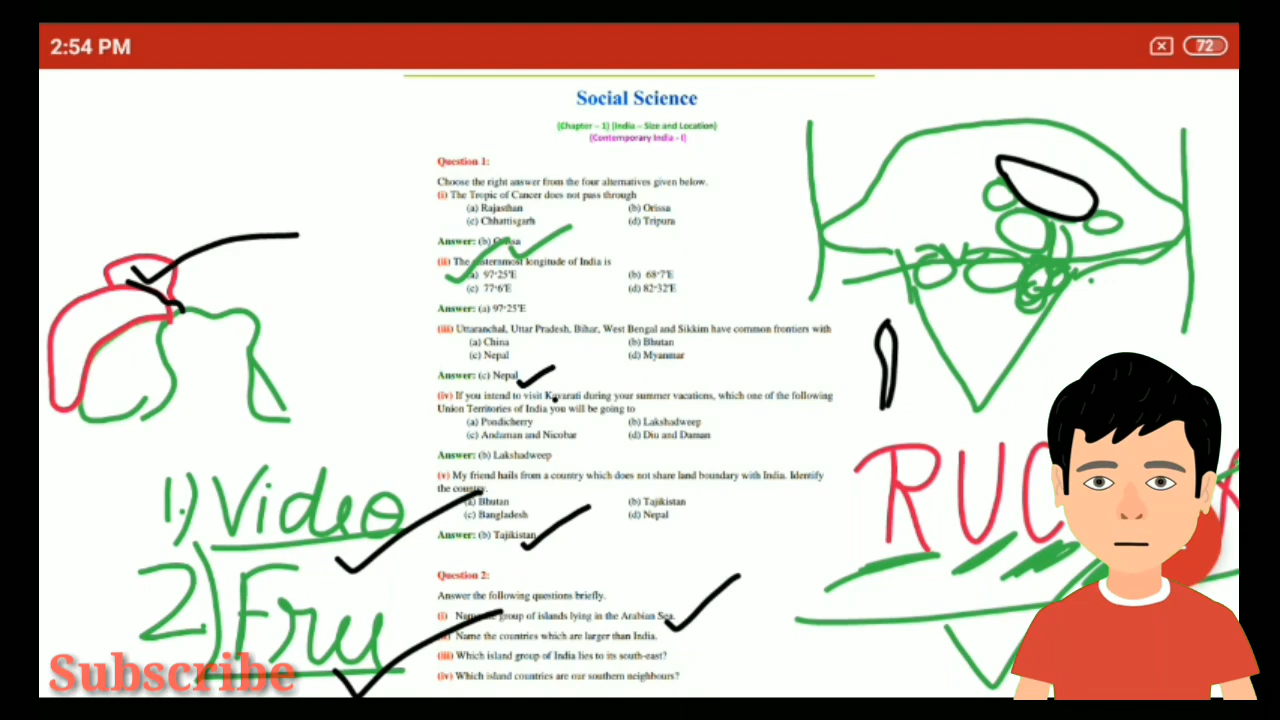 2:54 PM
72
Social Science
(Chapter – 1) (India – Size and Location)
(Contemporary India - I)
Question 1:
Choose the right answer from the four alternatives given below.
(i) The Tropic of Cancer does not pass through
(a) Rajasthan (b) Orissa
(c) Chhattisgarh (d) Tripura
Answer: (b) Orissa
(ii) The easternmost longitude of India is
(a) 97◦25'E (b) 68◦7'E
(c) 77◦6'E (d) 82◦32'E
Answer: (a) 97◦25'E
(iii) Uttaranchal, Uttar Pradesh, Bihar, West Bengal and Sikkim have common frontiers with
(a) China (b) Bhutan
(c) Nepal (d) Myanmar
Answer: (c) Nepal
(iv) If you intend to visit Kavarati during your summer vacations, which one of the following
Union Territories of India you will be going to
(a) Pondicherry (b) Lakshadweep
(c) Andaman and Nicobar (d) Diu and Daman
Answer: (b) Lakshadweep
(v) My friend hails from a country which does not share land boundary with India. Identify
the country.
(a) Bhutan (b) Tajikistan
(c) Bangladesh (d) Nepal
Answer: (b) Tajikistan
Question 2:
Answer the following questions briefly.
(i) Name the group of islands lying in the Arabian Sea.
(ii) Name the countries which are larger than India.
(iii) Which island group of India lies to its south-east?
(iv) Which island countries are our southern neighbours?
1) Video
2)
Subscribe